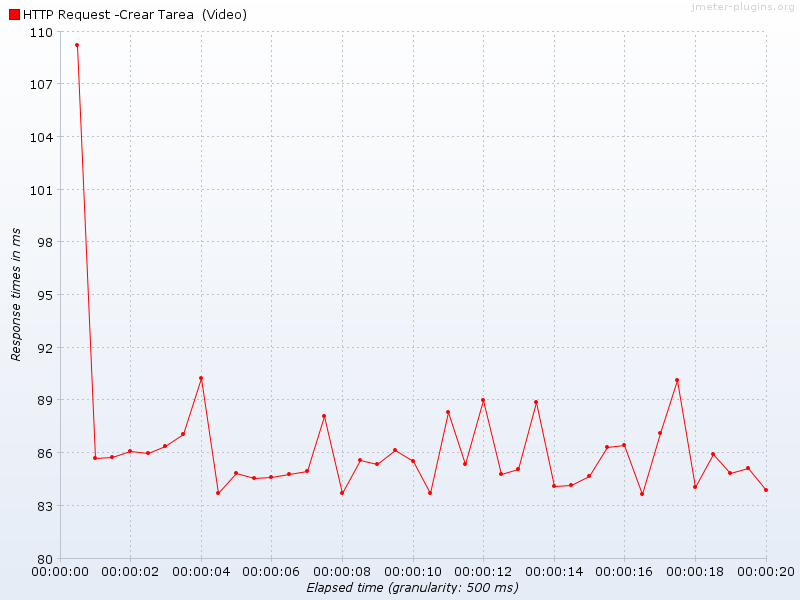 jmeter-plugins.org
HTTP Request -Crear Tarea  (Video)
110
107
104
101
98
95
92
89
86
83
80
Response times in ms
00:00:00 00:00:02 00:00:04 00:00:06 00:00:08 00:00:10 00:00:12 00:00:14 00:00:16 00:00:18 00:00:20
Elapsed time (granularity: 500 ms)